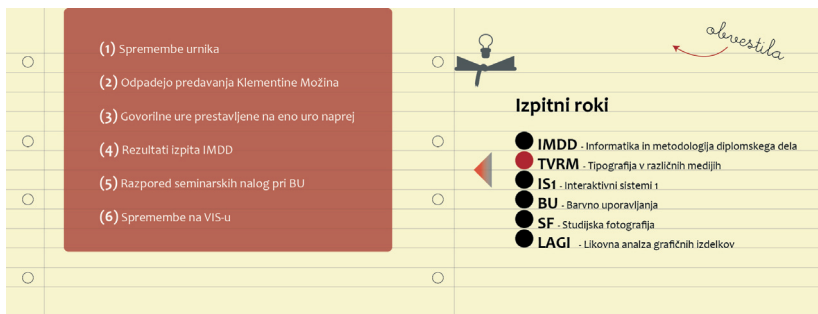 (1) Spremembe urnika
(2) Odpadejo predavanja Klementine Možina
(3) Govorilne ure prestavljene na eno uro naprej
(4) Rezultati izpita IMDD
(5) Razpored seminarskih nalog pri BU
(6) Spremembe na VIS-u
obvestila
Izpitni roki
IMDD - Informatika in metodologija diplomskega dela
TVRM - Tipografija v različnih medijih
IS1 - Interaktivni sistemi 1
BU - Barvno uporavljanja
SF - Studijska fotografija
LAGI - Likovna analza grafičnih izdelkov